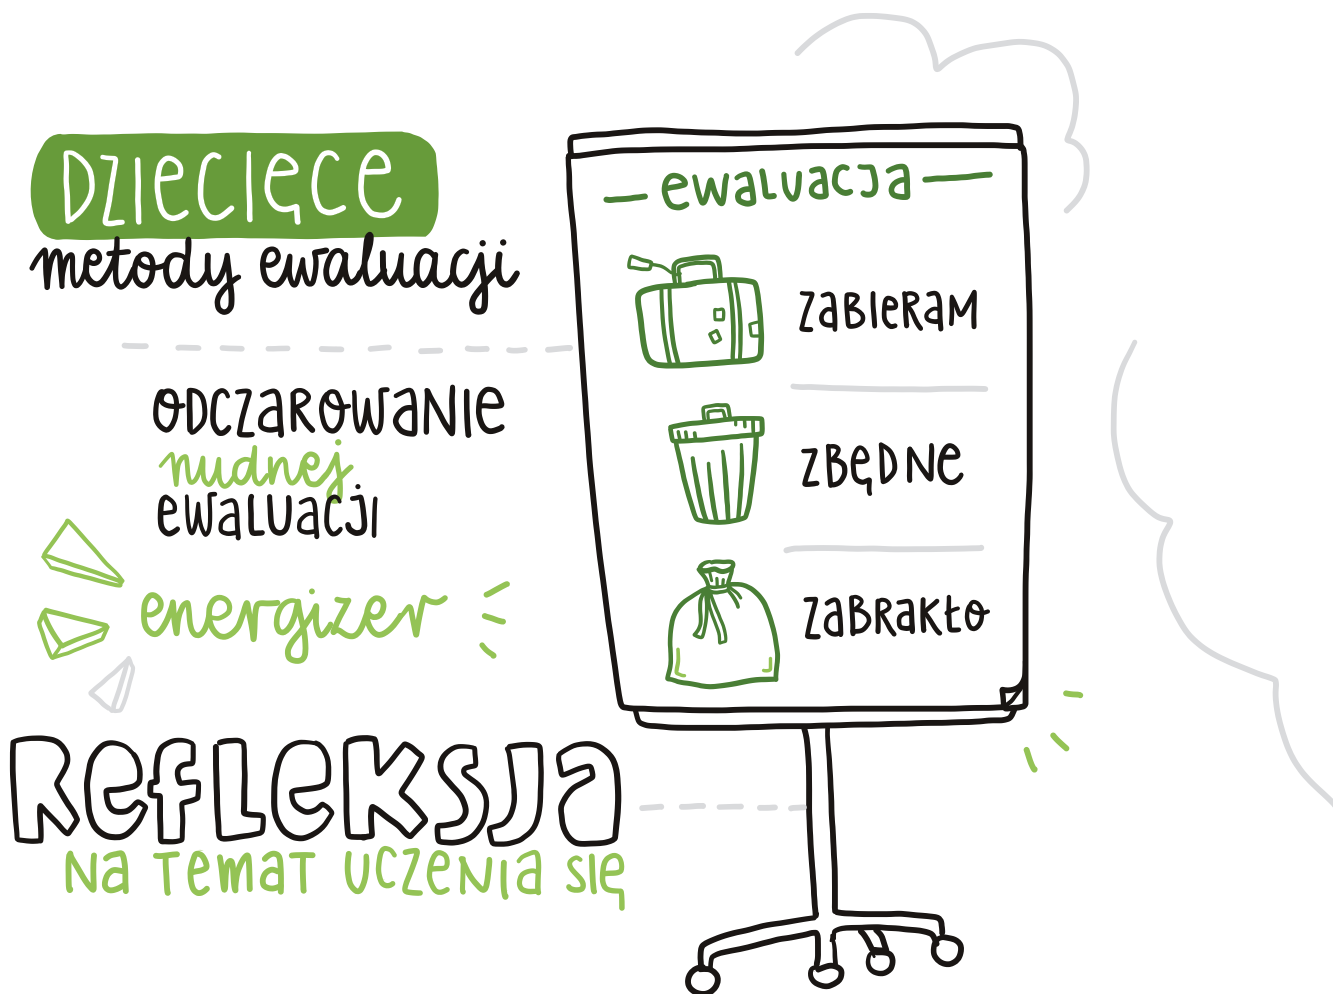 DZIECIĘCE
metody ewaluacji
ODCZAROWANIE
nudnej
EWALUACJI
energizer
REFLEKSJA
NA TEMAT UCZENIA SIĘ
– ewaluacja –
ZABIERAM
ZBĘDNE
ZABRAKŁO